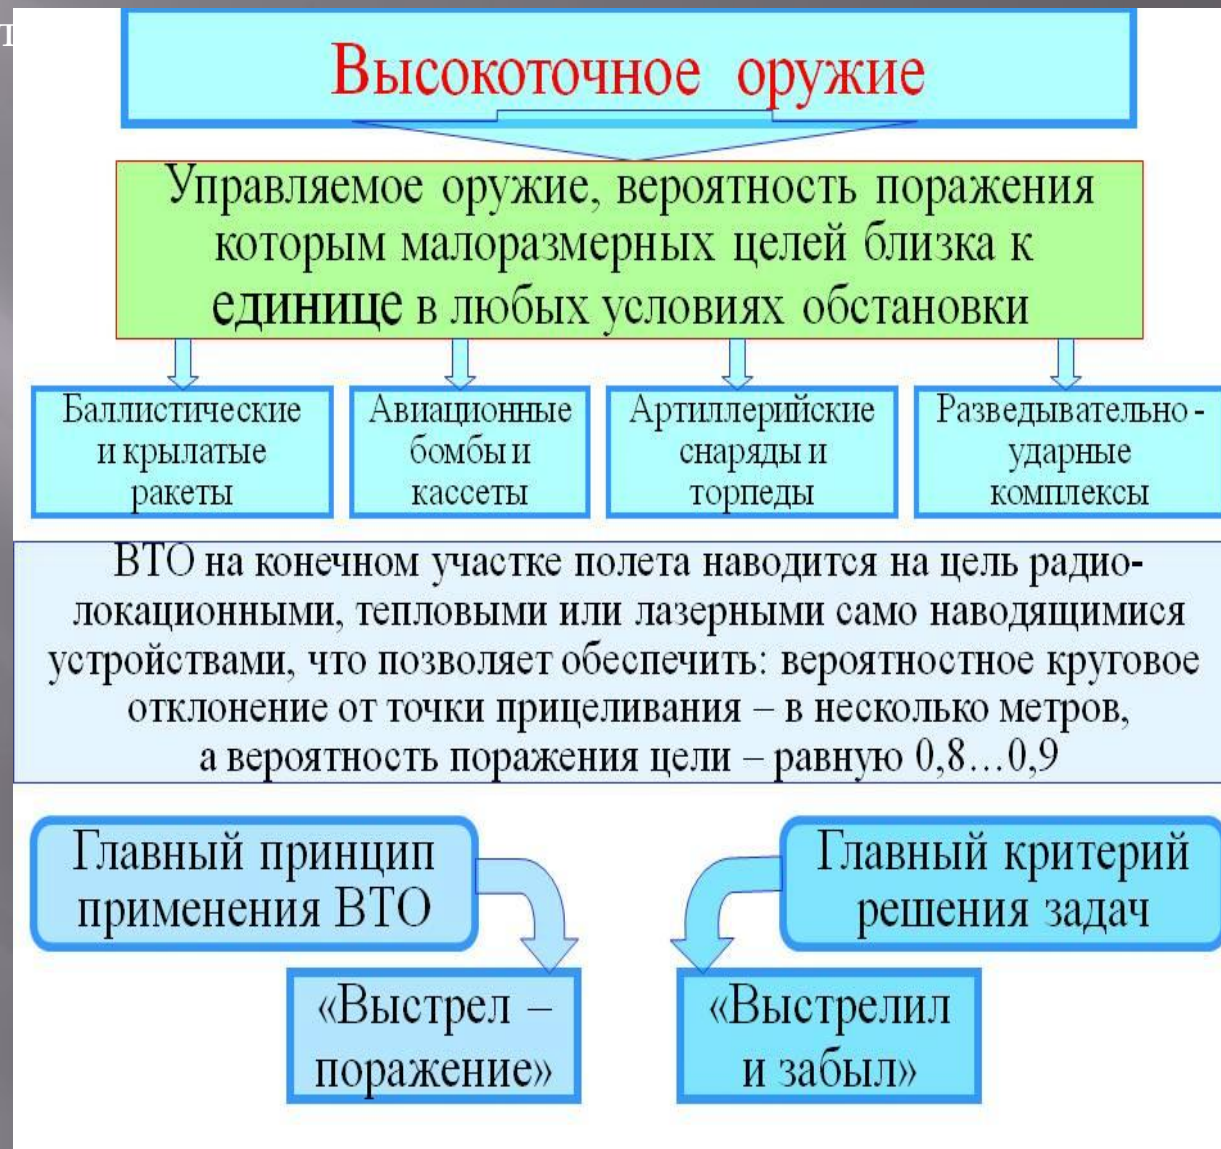 т
Высокоточное оружие
Управляемое оружие, вероятность поражения
которым малоразмерных целей близка к
единице в любых условиях обстановки
Баллистические
и крылатые
ракеты
Авиационные
бомбы и
кассеты
Артиллерийские
снаряды и
торпеды
Разведывательно -
ударные
комплексы
ВТО на конечном участке полета наводится на цель радио-
локационными, тепловыми или лазерными само наводящимися
устройствами, что позволяет обеспечить: вероятностное круговое
отклонение от точки прицеливания – в несколько метров,
а вероятность поражения цели – равную 0,8...0,9
Главный принцип
применения ВТО
Главный критерий
решения задач
«Выстрел –
поражение»
«Выстрелил
и забыл»